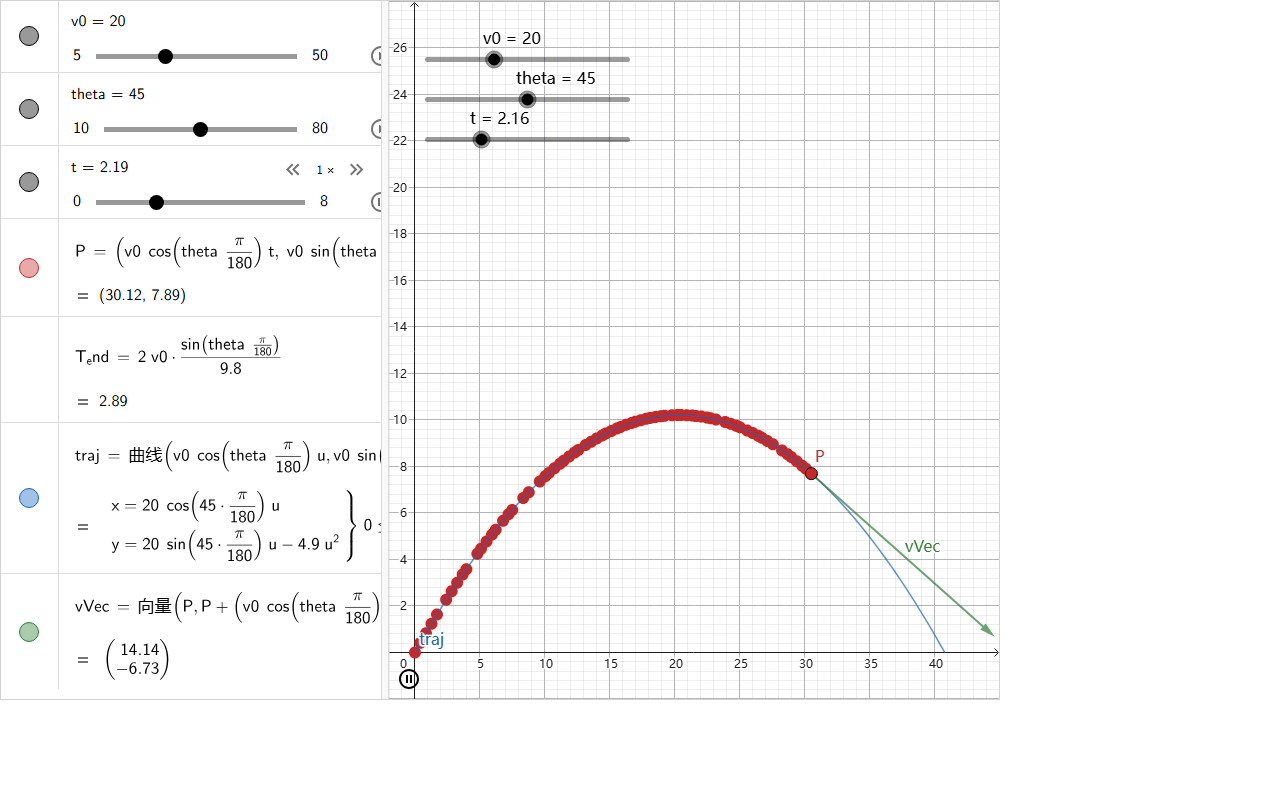 v0 = 20
5 50
theta = 45
10 80
t = 2.19
1 ×
0 8
P = (v0 cos(theta π/180) t, v0 sin(theta
= (30.12, 7.89)
Tₑnd = 2 v0 · sin(theta π/180)/9.8
= 2.89
traj = 曲线(v0 cos(theta π/180) u, v0 sin(
= x = 20 cos(45 · π/180) u
y = 20 sin(45 · π/180) u − 4.9 u²
} 0 ≤
vVec = 向量(P, P + (v0 cos(theta π/180)
= (14.14
−6.73)
v0 = 20
theta = 45
t = 2.16
26
24
22
20
18
16
14
12
10
8
6
4
2
P
vVec
traj
0 5 10 15 20 25 30 35 40